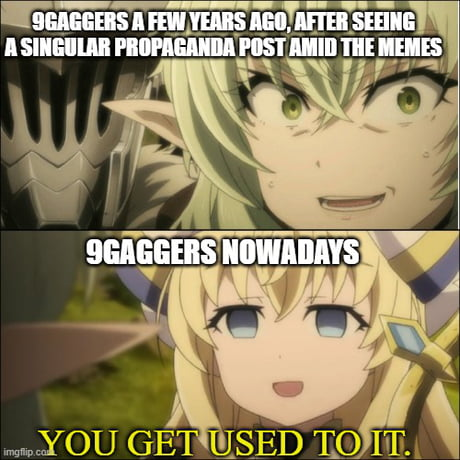 9GAGGERS A FEW YEARS AGO, AFTER SEEING
A SINGULAR PROPAGANDA POST AMID THE MEMES
9GAGGERS NOWADAYS
YOU GET USED TO IT.
imgflip.com